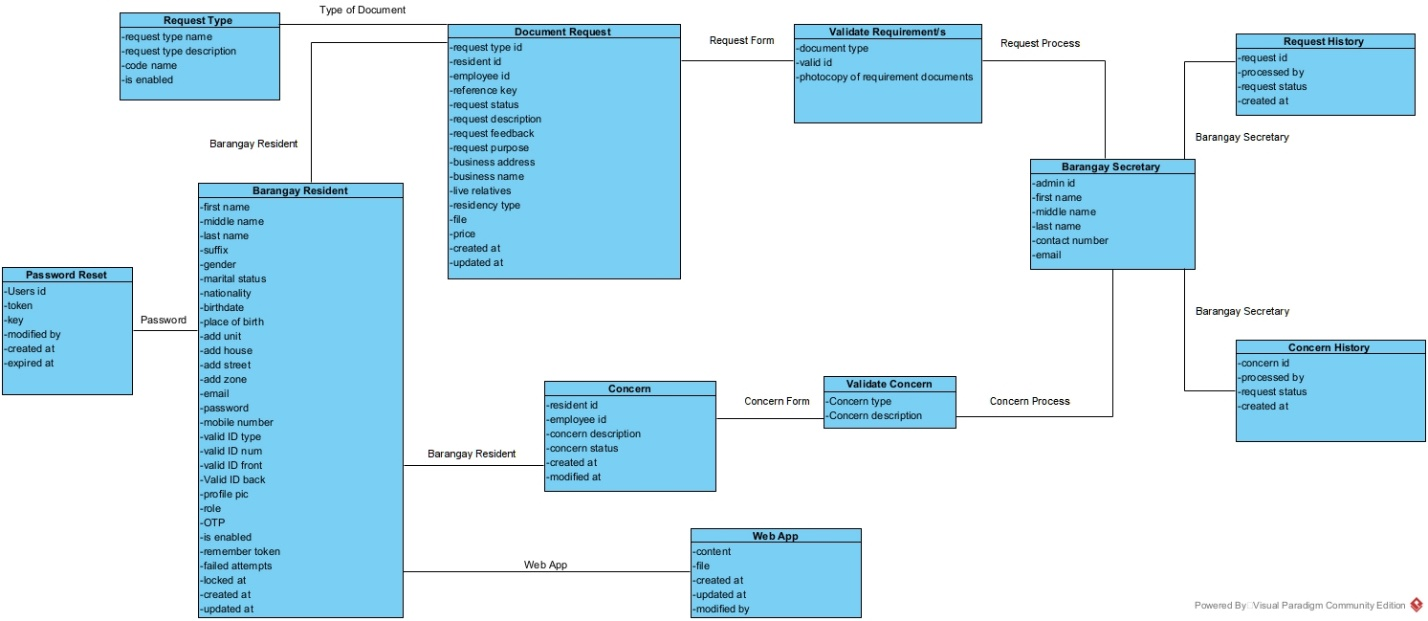 Type of Document
Request Type
-request type name
-request type description
-code name
-is enabled
Document Request
-request type id
-resident id
-employee id
-reference key
-request status
-request description
-request feedback
-request purpose
-business address
-business name
-live relatives
-residency type
-file
-price
-created at
-updated at
Request Form
Validate Requirement/s
-document type
-valid id
-photocopy of requirement documents
Request Process
Request History
-request id
-processed by
-request status
-created at
Barangay Secretary
Barangay Resident
Barangay Secretary
-admin id
-first name
-middle name
-last name
-contact number
-email
Barangay Resident
-first name
-middle name
-last name
-suffix
-gender
-marital status
-nationality
-birthdate
-place of birth
-add unit
-add house
-add street
-add zone
-email
-password
-mobile number
-valid ID type
-valid ID num
-valid ID front
-Valid ID back
-profile pic
-role
-OTP
-is enabled
-remember token
-failed attempts
-locked at
-created at
-updated at
Password Reset
-Users id
-token
-key
-modified by
-created at
-expired at
Password
Barangay Secretary
Concern History
-concern id
-processed by
-request status
-created at
Concern
-resident id
-employee id
-concern description
-concern status
-created at
-modified at
Concern Form
Validate Concern
-Concern type
-Concern description
Concern Process
Barangay Resident
Web App
Web App
-content
-file
-created at
-updated at
-modified by
Powered By Visual Paradigm Community Edition